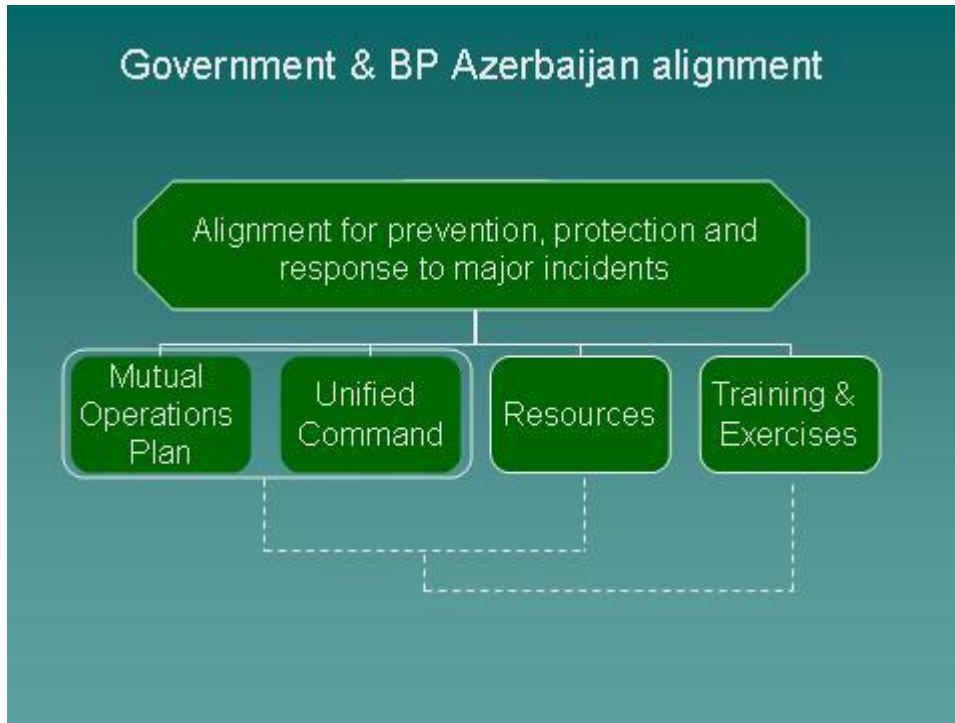 Government & BP Azerbaijan alignment
Alignment for prevention, protection and
response to major incidents
Mutual
Operations
Plan
Unified
Command
Resources
Training &
Exercises